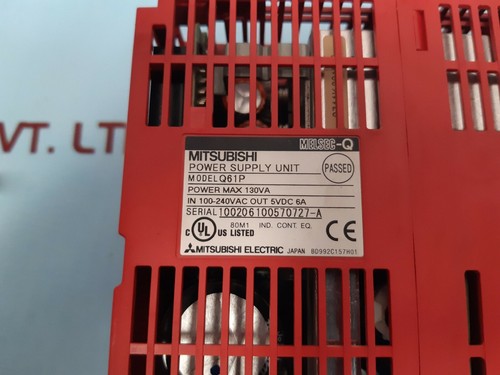 VT. LT
MELSEC-Q
MITSUBISHI
POWER SUPPLY UNIT
PASSED
MODEL Q61P
POWER MAX 130VA
IN 100-240VAC OUT 5VDC 6A
SERIAL 100206100570727-A
C UL US LISTED 80M1 IND. CONT. EQ. CE
MITSUBISHI ELECTRIC JAPAN BD992C157H01